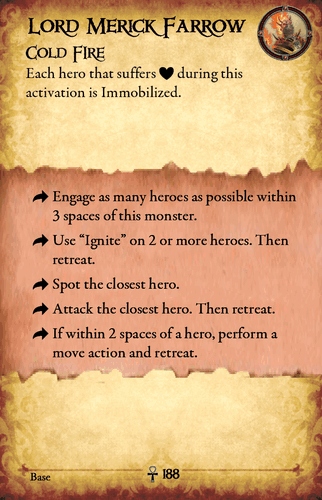 Lord Merick Farrow
Cold Fire
Each hero that suffers ♥ during this
activation is Immobilized.
Engage as many heroes as possible within
3 spaces of this monster.
Use “Ignite” on 2 or more heroes. Then
retreat.
Spot the closest hero.
Attack the closest hero. Then retreat.
If within 2 spaces of a hero, perform a
move action and retreat.
Base
188